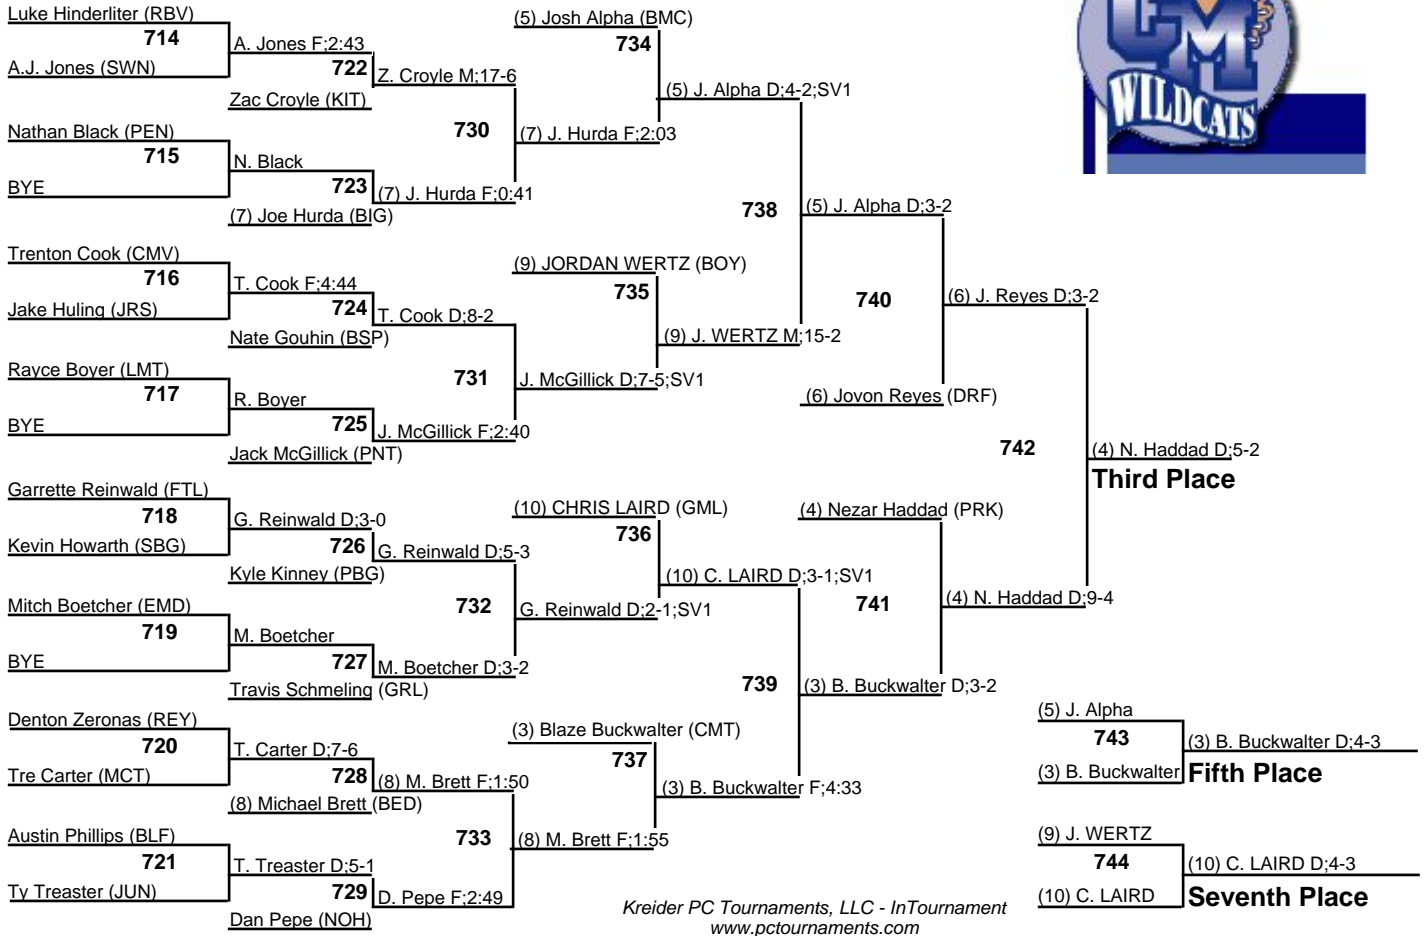 Luke Hinderliter (RBV)
714
A.J. Jones (SWN)
A. Jones F;2:43
722
Zac Croyle (KIT)
Z. Croyle M;17-6
Nathan Black (PEN)
715
BYE
N. Black
723
(7) Joe Hurda (BIG)
(7) J. Hurda F;0:41
730
(7) J. Hurda F;2:03
(5) Josh Alpha (BMC)
734
(5) J. Alpha D;4-2;SV1
Trenton Cook (CMV)
716
Jake Huling (JRS)
T. Cook F;4:44
724
Nate Gouhin (BSP)
T. Cook D;8-2
Rayce Boyer (LMT)
717
BYE
R. Boyer
725
Jack McGillick (PNT)
J. McGillick F;2:40
731
J. McGillick D;7-5;SV1
(9) JORDAN WERTZ (BOY)
735
(9) J. WERTZ M;15-2
738
(5) J. Alpha D;3-2
740
(6) Jovon Reyes (DRF)
(6) J. Reyes D;3-2
Garrette Reinwald (FTL)
718
Kevin Howarth (SBG)
G. Reinwald D;3-0
726
Kyle Kinney (PBG)
G. Reinwald D;5-3
Mitch Boetcher (EMD)
719
BYE
M. Boetcher
727
Travis Schmeling (GRL)
M. Boetcher D;3-2
732
G. Reinwald D;2-1;SV1
(10) CHRIS LAIRD (GML)
736
(10) C. LAIRD D;3-1;SV1
Denton Zeronas (REY)
720
Tre Carter (MCT)
T. Carter D;7-6
728
(8) Michael Brett (BED)
(8) M. Brett F;1:50
Austin Phillips (BLF)
721
Ty Treaster (JUN)
T. Treaster D;5-1
729
Dan Pepe (NOH)
D. Pepe F;2:49
733
(8) M. Brett F;1:55
(3) Blaze Buckwalter (CMT)
737
(3) B. Buckwalter F;4:33
739
(3) B. Buckwalter D;3-2
(4) Nezar Haddad (PRK)
741
(4) N. Haddad D;9-4
742
(4) N. Haddad D;5-2
Third Place
(5) J. Alpha
743
(3) B. Buckwalter
(3) B. Buckwalter D;4-3
Fifth Place
(9) J. WERTZ
744
(10) C. LAIRD
(10) C. LAIRD D;4-3
Seventh Place
CM
WILDCATS
Kreider PC Tournaments, LLC - InTournament
www.pctournaments.com